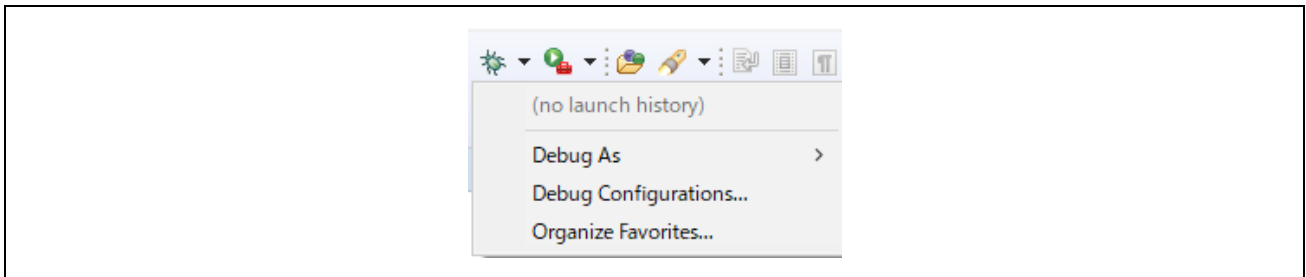 (no launch history)
Debug As
Debug Configurations...
Organize Favorites...